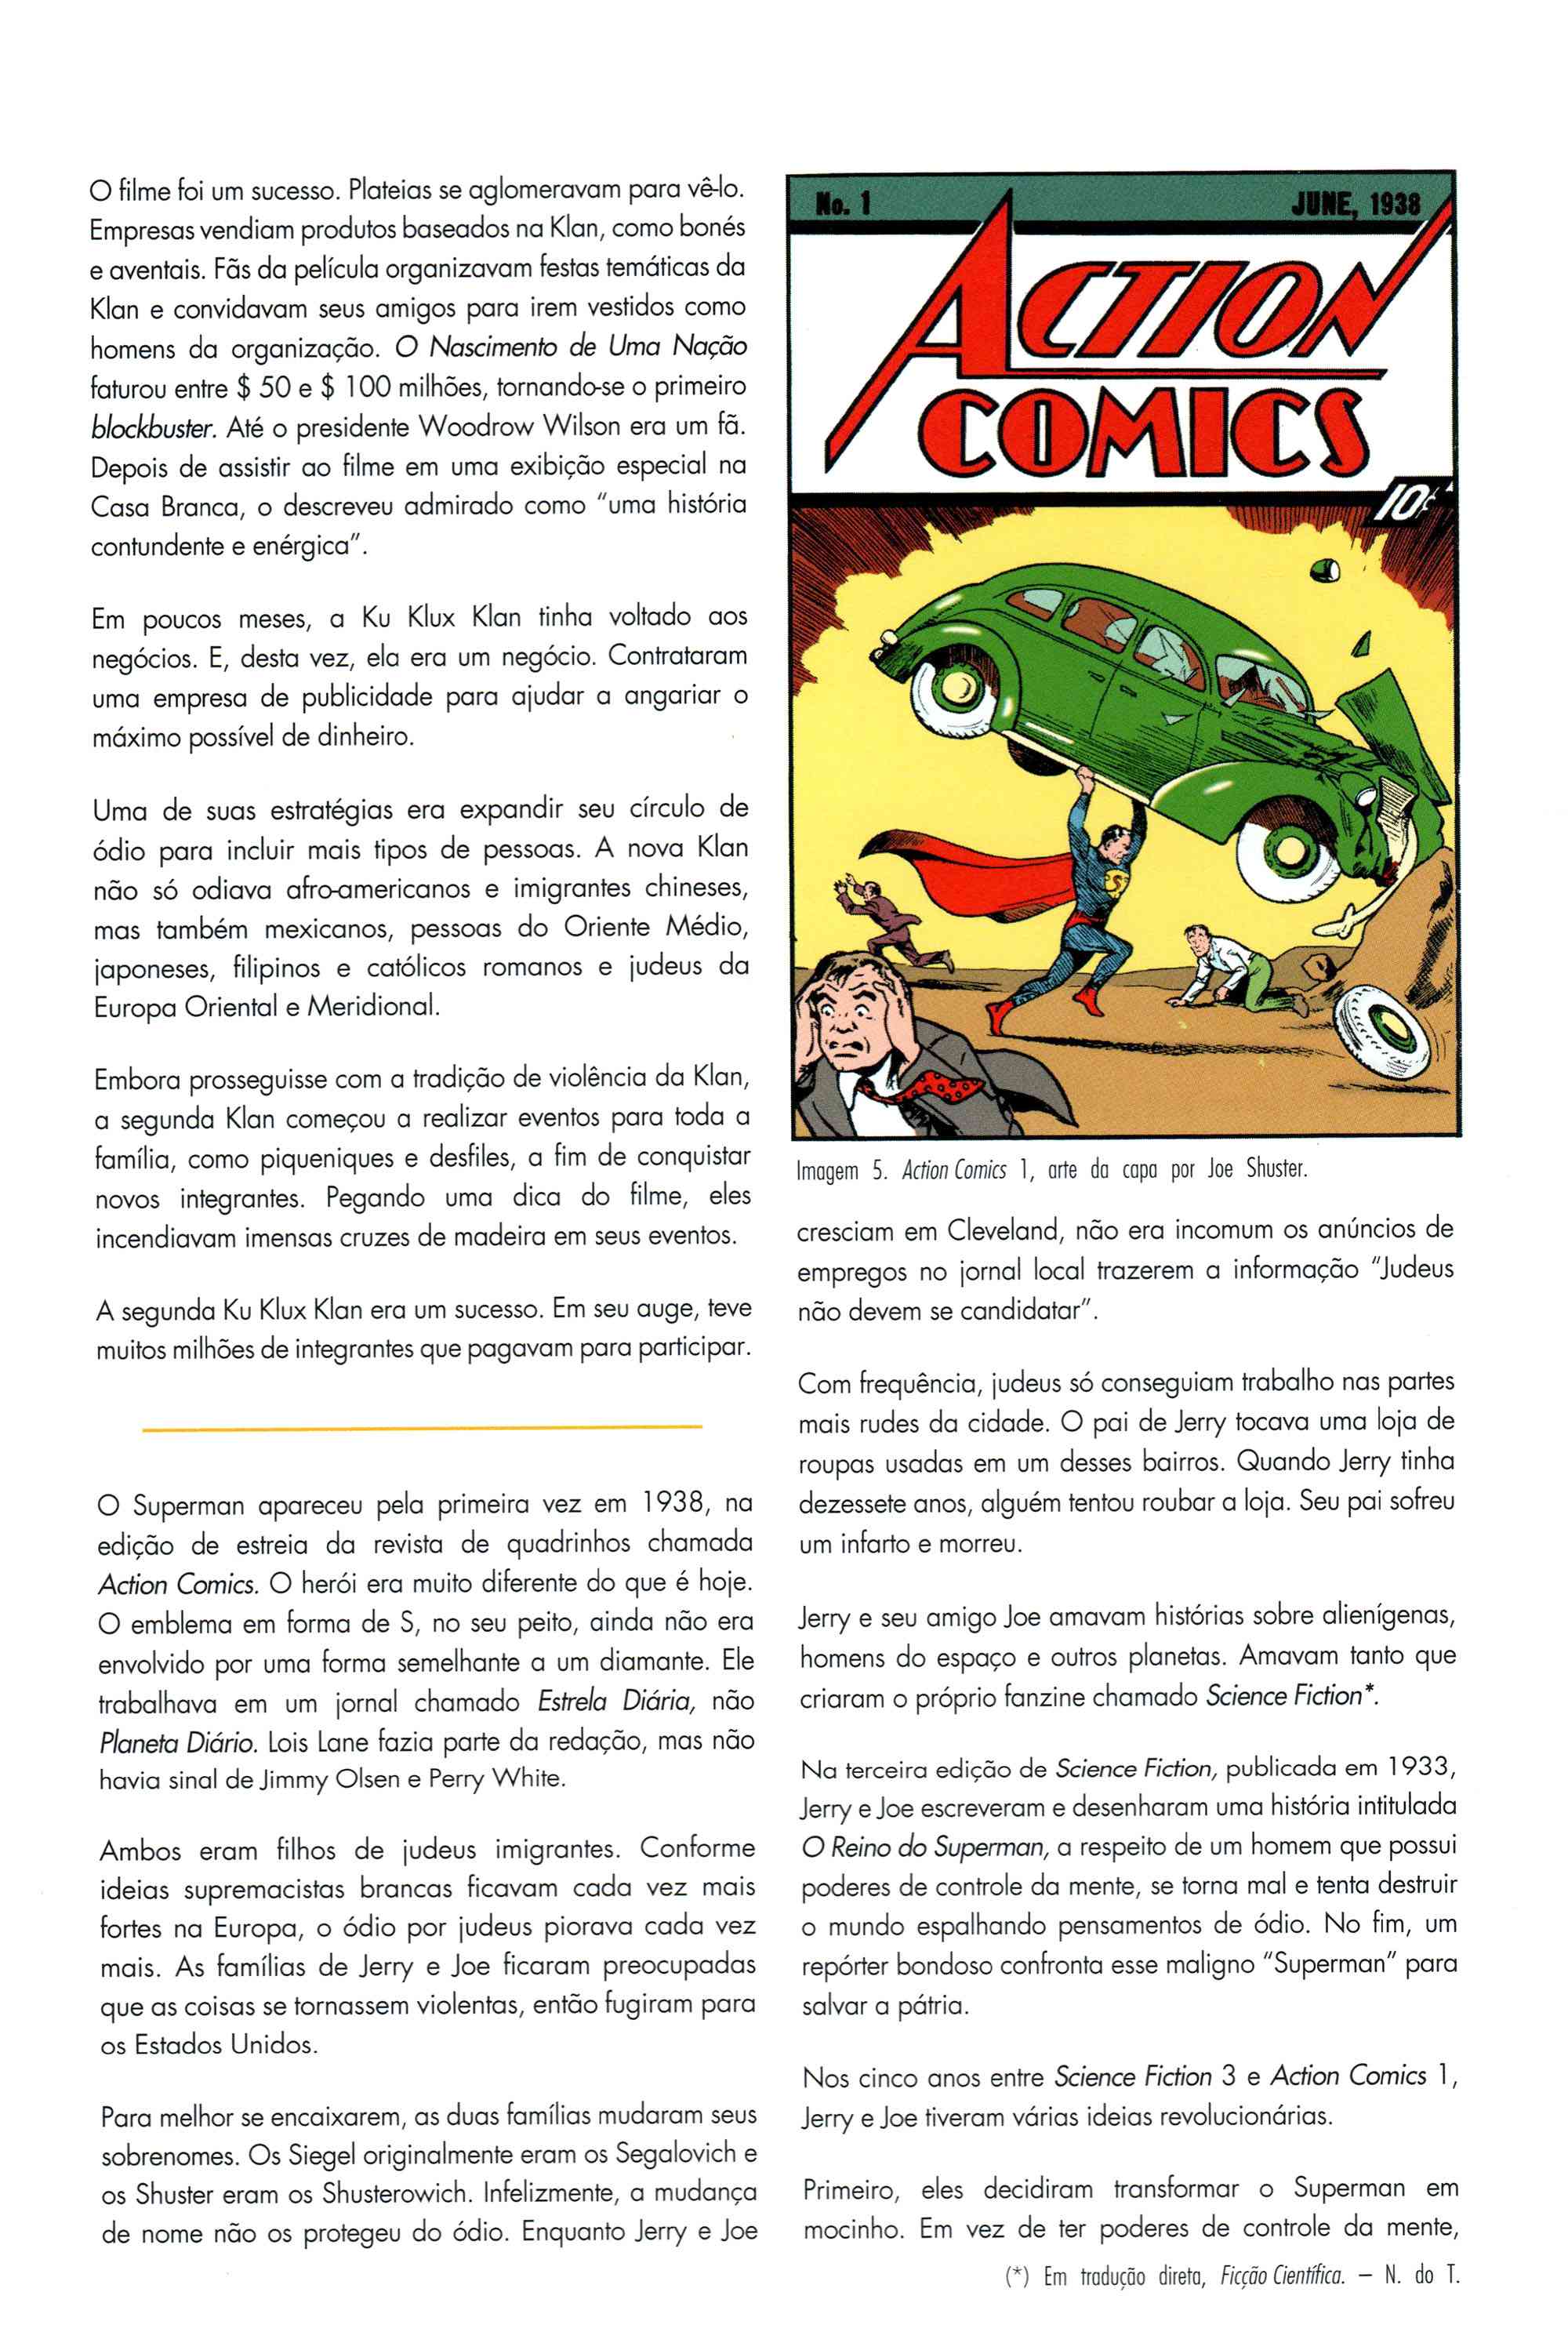 O filme foi um sucesso. Plateias se aglomeravam para vê-lo.
Empresas vendiam produtos baseados na Klan, como bonés
e aventais. Fãs da película organizavam festas temáticas da
Klan e convidavam seus amigos para irem vestidos como
homens da organização. O Nascimento de Uma Nação
faturou entre $ 50 e $ 100 milhões, tornando-se o primeiro
blockbuster. Até o presidente Woodrow Wilson era um fã.
Depois de assistir ao filme em uma exibição especial na
Casa Branca, o descreveu admirado como "uma história
contundente e enérgica".
Em poucos meses, a Ku Klux Klan tinha voltado aos
negócios. E, desta vez, ela era um negócio. Contrataram
uma empresa de publicidade para ajudar a angariar o
máximo possível de dinheiro.
Uma de suas estratégias era expandir seu círculo de
ódio para incluir mais tipos de pessoas. A nova Klan
não só odiava afro-americanos e imigrantes chineses,
mas também mexicanos, pessoas do Oriente Médio,
japoneses, filipinos e católicos romanos e judeus da
Europa Oriental e Meridional.
Embora prosseguisse com a tradição de violência da Klan,
a segunda Klan começou a realizar eventos para toda a
família, como piqueniques e desfiles, a fim de conquistar
novos integrantes. Pegando uma dica do filme, eles
incendiavam imensas cruzes de madeira em seus eventos.
A segunda Ku Klux Klan era um sucesso. Em seu auge, teve
muitos milhões de integrantes que pagavam para participar.
O Superman apareceu pela primeira vez em 1938, na
edição de estreia da revista de quadrinhos chamada
Action Comics. O herói era muito diferente do que é hoje.
O emblema em forma de S, no seu peito, ainda não era
envolvido por uma forma semelhante a um diamante. Ele
trabalhava em um jornal chamado Estrela Diária, não
Planeta Diário. Lois Lane fazia parte da redação, mas não
havia sinal de Jimmy Olsen e Perry White.
Ambos eram filhos de judeus imigrantes. Conforme
ideias supremacistas brancas ficavam cada vez mais
fortes na Europa, o ódio por judeus piorava cada vez
mais. As famílias de Jerry e Joe ficaram preocupadas
que as coisas se tornassem violentas, então fugiram para
os Estados Unidos.
Para melhor se encaixarem, as duas famílias mudaram seus
sobrenomes. Os Siegel originalmente eram os Segalovich e
os Shuster eram os Shusterowich. Infelizmente, a mudança
de nome não os protegeu do ódio. Enquanto Jerry e Joe
No. 1
JUNE, 1938
ACTION
COMICS
10¢
S
Imagem 5. Action Comics 1, arte da capa por Joe Shuster.
cresciam em Cleveland, não era incomum os anúncios de
empregos no jornal local trazerem a informação "Judeus
não devem se candidatar".
Com frequência, judeus só conseguiam trabalho nas partes
mais rudes da cidade. O pai de Jerry tocava uma loja de
roupas usadas em um desses bairros. Quando Jerry tinha
dezessete anos, alguém tentou roubar a loja. Seu pai sofreu
um infarto e morreu.
Jerry e seu amigo Joe amavam histórias sobre alienígenas,
homens do espaço e outros planetas. Amavam tanto que
criaram o próprio fanzine chamado Science Fiction*.
Na terceira edição de Science Fiction, publicada em 1933,
Jerry e Joe escreveram e desenharam uma história intitulada
O Reino do Superman, a respeito de um homem que possui
poderes de controle da mente, se torna mal e tenta destruir
o mundo espalhando pensamentos de ódio. No fim, um
repórter bondoso confronta esse maligno "Superman" para
salvar a pátria.
Nos cinco anos entre Science Fiction 3 e Action Comics 1,
Jerry e Joe tiveram várias ideias revolucionárias.
Primeiro, eles decidiram transformar o Superman em
mocinho. Em vez de ter poderes de controle da mente,
(*) Em tradução direta, Ficção Científica. – N. do T.